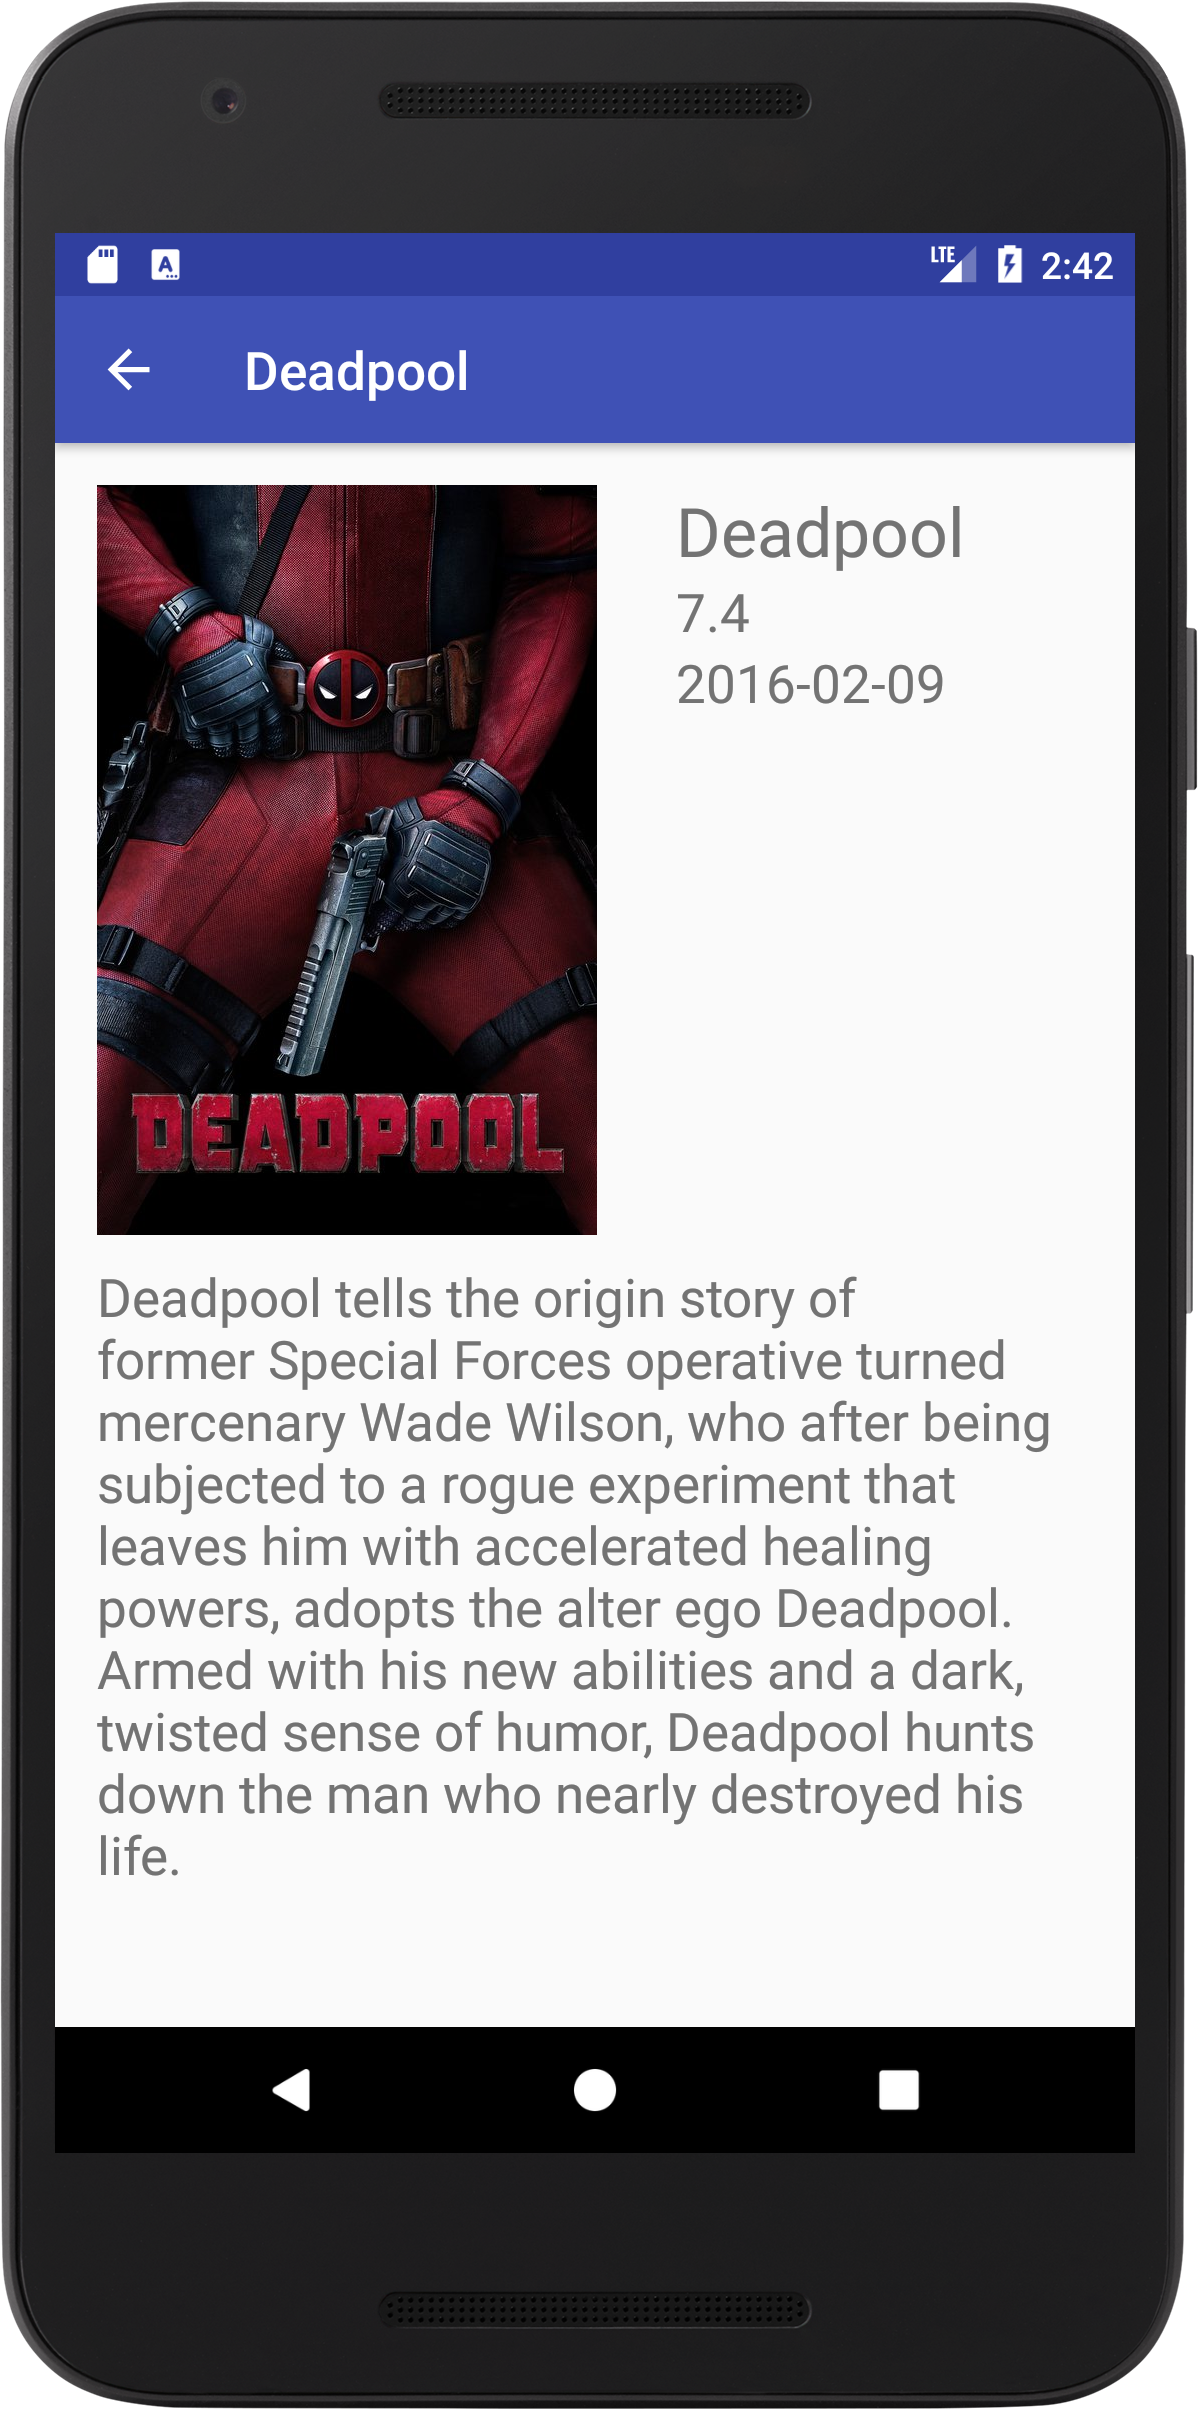 LTE 2:42
Deadpool
Deadpool
7.4
2016-02-09
DEADPOOL
Deadpool tells the origin story of
former Special Forces operative turned
mercenary Wade Wilson, who after being
subjected to a rogue experiment that
leaves him with accelerated healing
powers, adopts the alter ego Deadpool.
Armed with his new abilities and a dark,
twisted sense of humor, Deadpool hunts
down the man who nearly destroyed his
life.